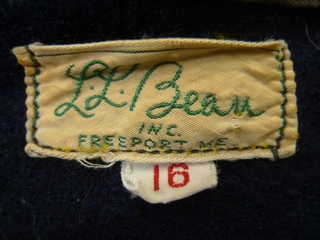 L.L. Bean
INC.
FREEPORT ME.
16